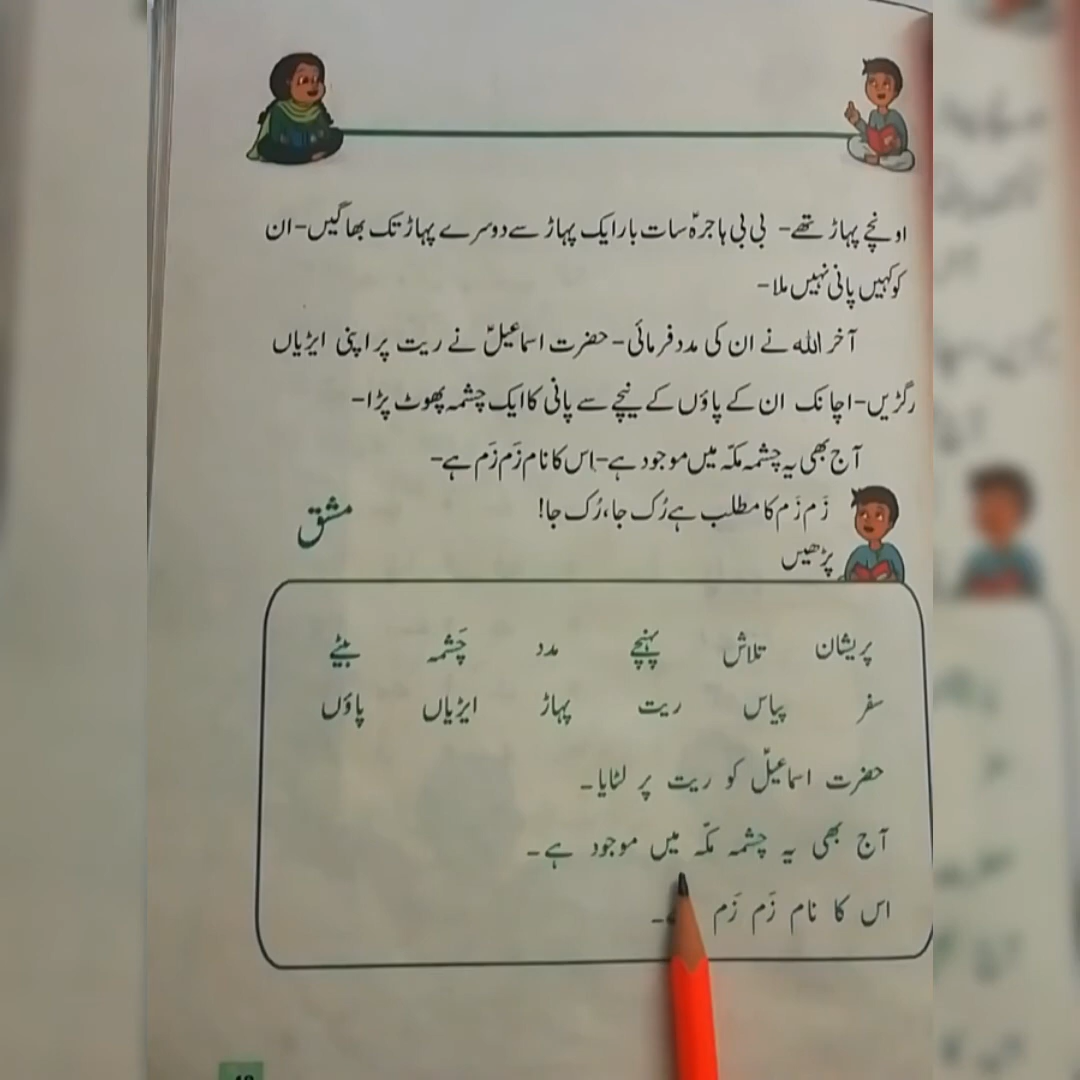 اونچے پہاڑ تھے- بی بی ہاجرہؑ سات بار ایک پہاڑ سے دوسرے پہاڑ تک بھاگیں- ان
کو کہیں پانی نہیں ملا-
آخر اللہ نے ان کی مدد فرمائی- حضرت اسماعیلؑ نے ریت پر اپنی ایڑیاں
رگڑیں- اچانک ان کے پاؤں کے نیچے سے پانی کا ایک چشمہ پھوٹ پڑا-
آج بھی یہ چشمہ مکّہ میں موجود ہے- اس کا نام زَم زَم ہے-
زَم زَم کا مطلب ہے رُک جا، رُک جا!
مشق
پڑھیں
پریشان تلاش پہنچے مدد چَشمہ بیٹے
سفر پیاس ریت پہاڑ ایڑیاں پاؤں
حضرت اسماعیلؑ کو ریت پر لٹایا۔
آج بھی یہ چشمہ مکّہ میں موجود ہے۔
اس کا نام زَم زَم ۔